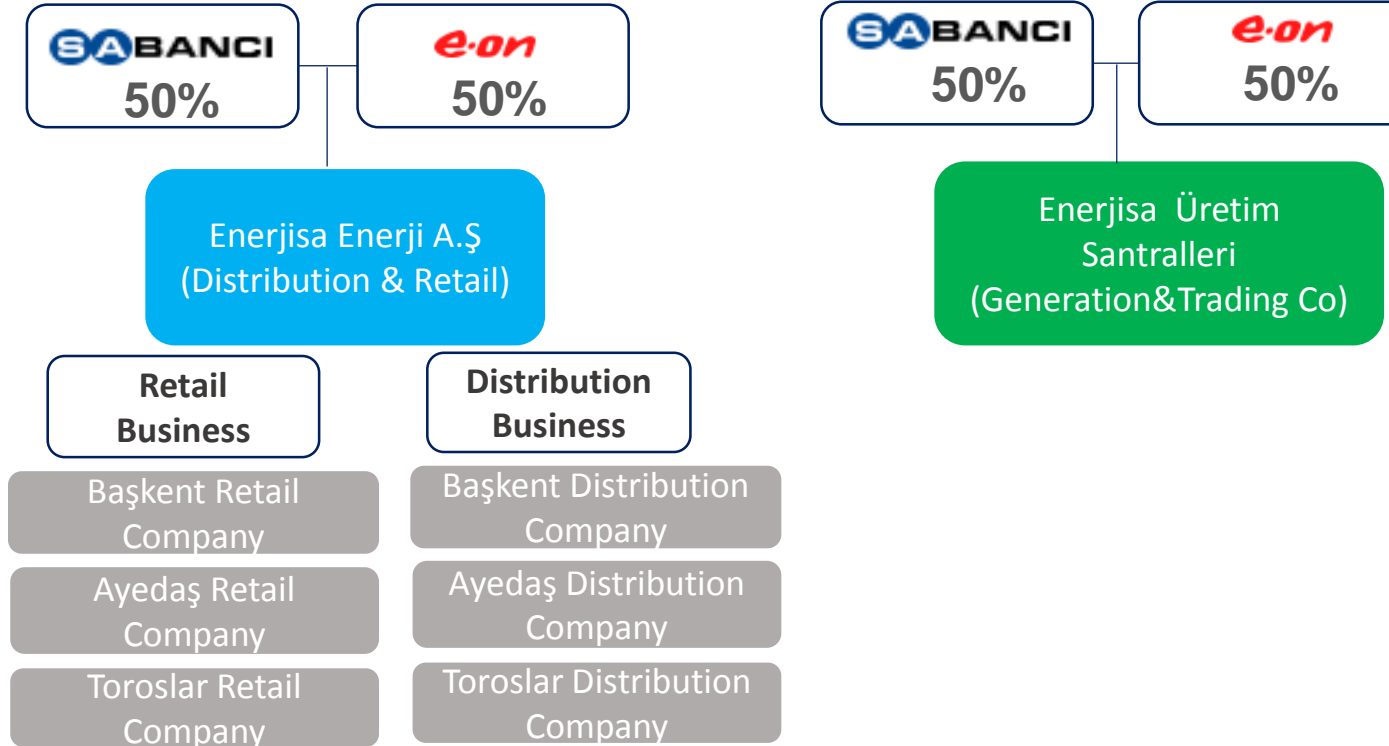 SABANCI
50%
e·on
50%
Enerjisa Enerji A.Ş
(Distribution & Retail)
Retail
Business
Başkent Retail
Company
Ayedaş Retail
Company
Toroslar Retail
Company
Distribution
Business
Başkent Distribution
Company
Ayedaş Distribution
Company
Toroslar Distribution
Company
SABANCI
50%
e·on
50%
Enerjisa Üretim
Santralleri
(Generation&Trading Co)